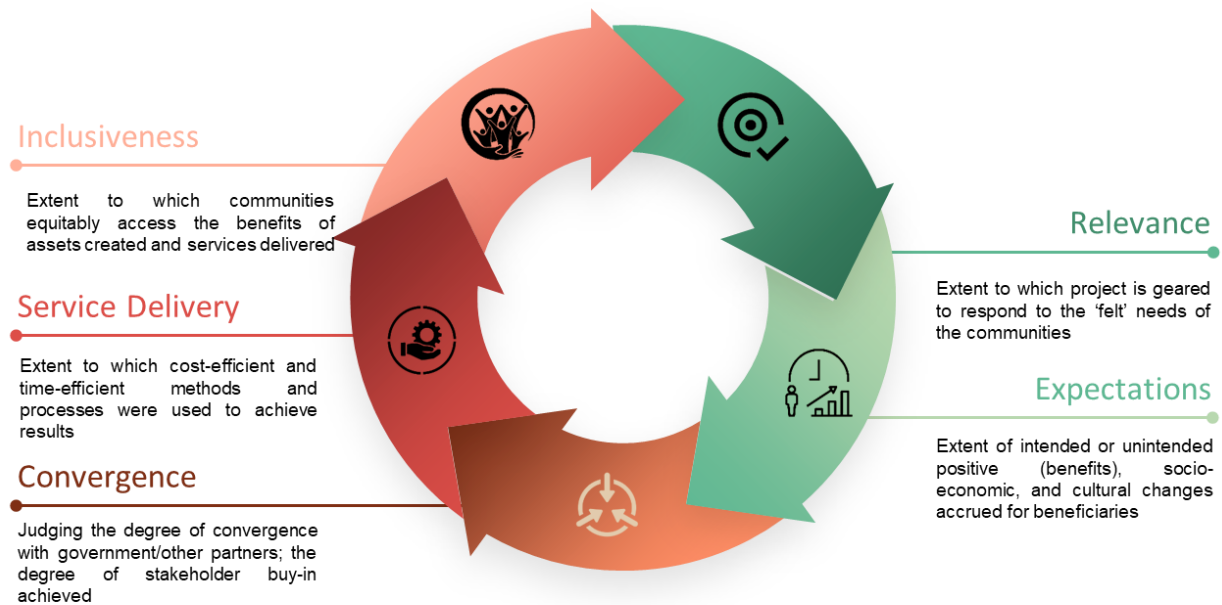 Inclusiveness
Extent to which communities
equitably access the benefits of
assets created and services delivered
Service Delivery
Extent to which cost-efficient and
time-efficient methods and
processes were used to achieve
results
Convergence
Judging the degree of convergence
with government/other partners; the
degree of stakeholder buy-in
achieved
Relevance
Extent to which project is geared
to respond to the ‘felt’ needs of
the communities
Expectations
Extent of intended or unintended
positive (benefits), socio-
economic, and cultural changes
accrued for beneficiaries